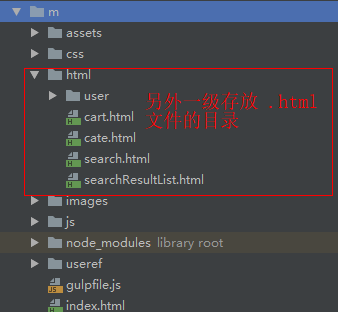 m
assets
css
html
user
另外一级存放 .html
cart.html
文件的目录
cate.html
search.html
searchResultList.html
images
js
node_modules library root
useref
gulpfile.js
index.html